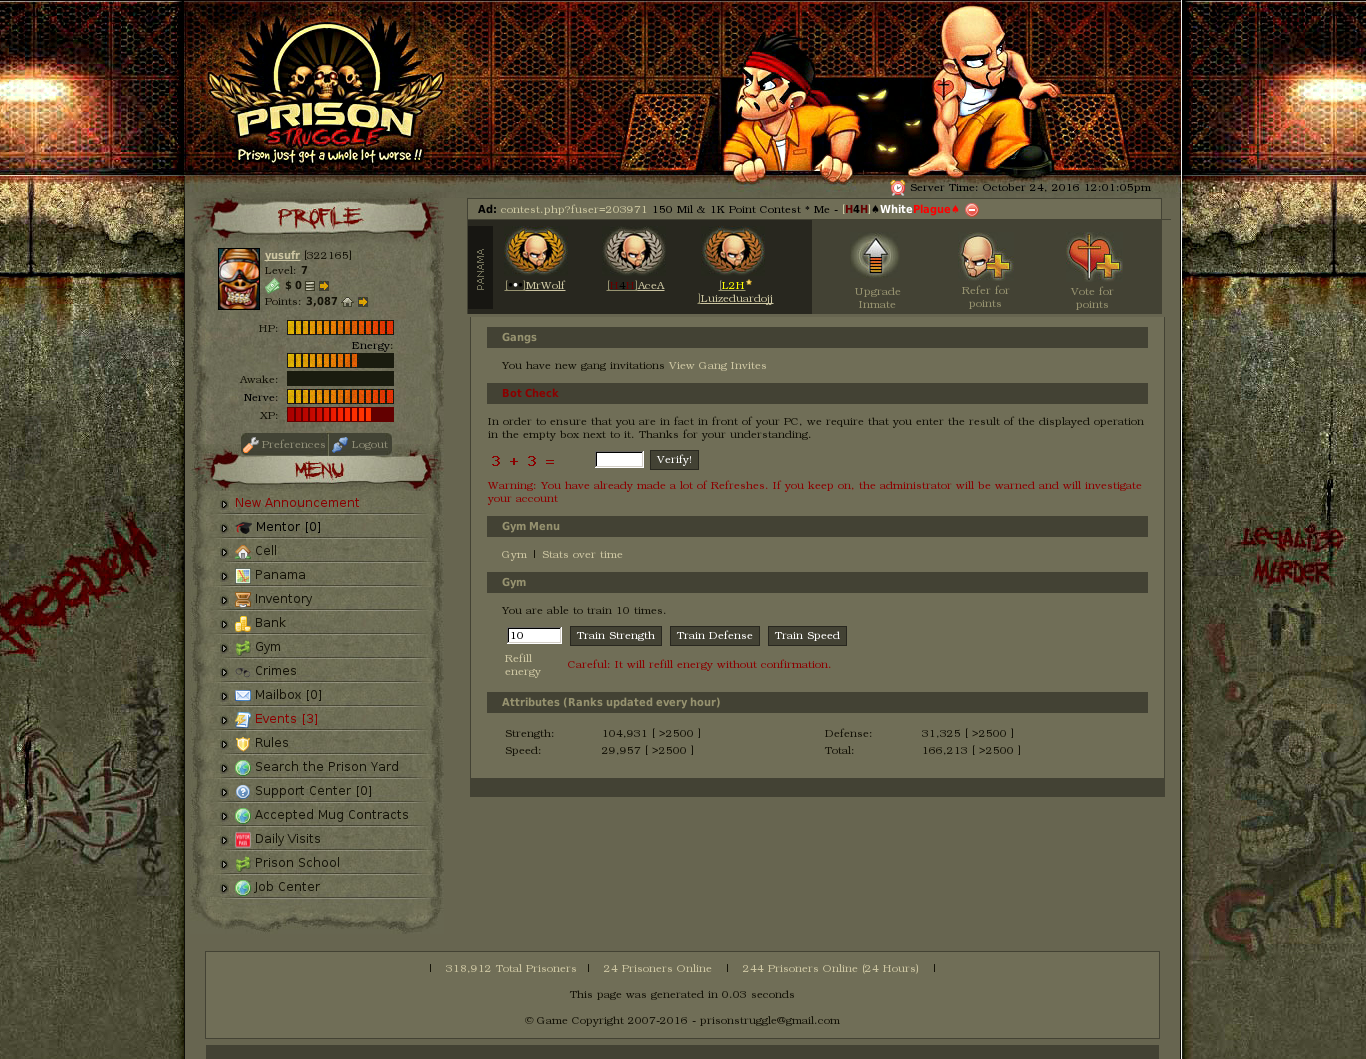 PRISON
STRUGGLE
Prison just got a whole lot worse !!
Server Time: October 24, 2016 12:01:05pm
PROFILE
yusufr [322165]
Level: 7
$ 0
Points: 3,087
HP:
Energy:
Awake:
Nerve:
XP:
Preferences
Logout
MENU
New Announcement
Mentor [0]
Cell
Panama
Inventory
Bank
Gym
Crimes
Mailbox [0]
Events [3]
Rules
Search the Prison Yard
Support Center [0]
Accepted Mug Contracts
Daily Visits
Prison School
Job Center
Ad: contest.php?fuser=203971 150 Mil & 1K Point Contest * Me - [H4H]♠WhitePlague♠
PANAMA
[ • ]MrWolf
]AceA
[L2H*
]Luizeduardojj
Upgrade
Inmate
Refer for
points
Vote for
points
Gangs
You have new gang invitations View Gang Invites
Bot Check
In order to ensure that you are in fact in front of your PC, we require that you enter the result of the displayed operation
in the empty box next to it. Thanks for your understanding.
3 + 3 =
Verify!
Warning: You have already made a lot of Refreshes. If you keep on, the administrator will be warned and will investigate
your account
Gym Menu
Gym | Stats over time
Gym
You are able to train 10 times.
10
Train Strength
Train Defense
Train Speed
Refill
energy
Careful: It will refill energy without confirmation.
Attributes (Ranks updated every hour)
Strength: 104,931 [ >2500 ] Defense: 31,325 [ >2500 ]
Speed: 29,957 [ >2500 ] Total: 166,213 [ >2500 ]
FREEDOM
LEGALIZE
MURDER
| 318,912 Total Prisoners | 24 Prisoners Online | 244 Prisoners Online (24 Hours) |
This page was generated in 0.03 seconds
© Game Copyright 2007-2016 - prisonstruggle@gmail.com